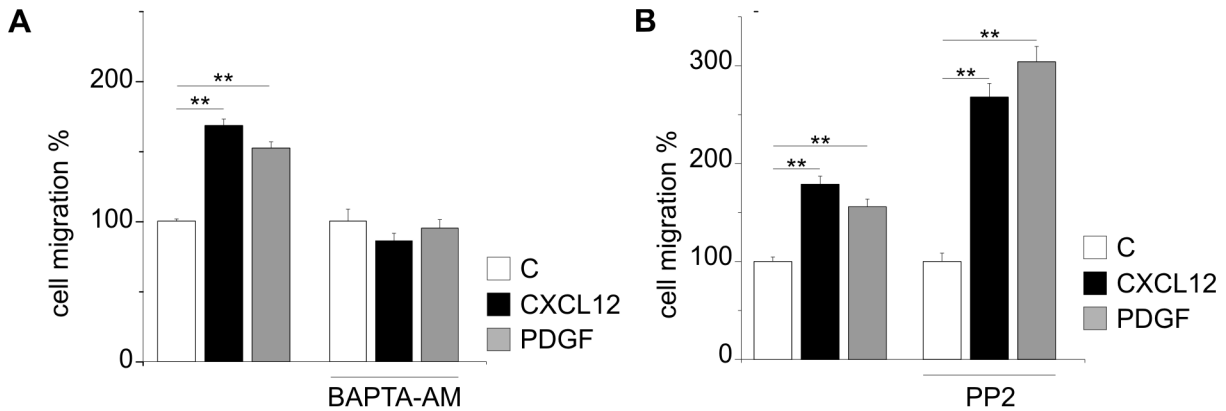 A
cell migration %
200
100
0
**
**
BAPTA-AM
C
CXCL12
PDGF
B
cell migration %
300
200
100
0
**
**
**
**
PP2
C
CXCL12
PDGF